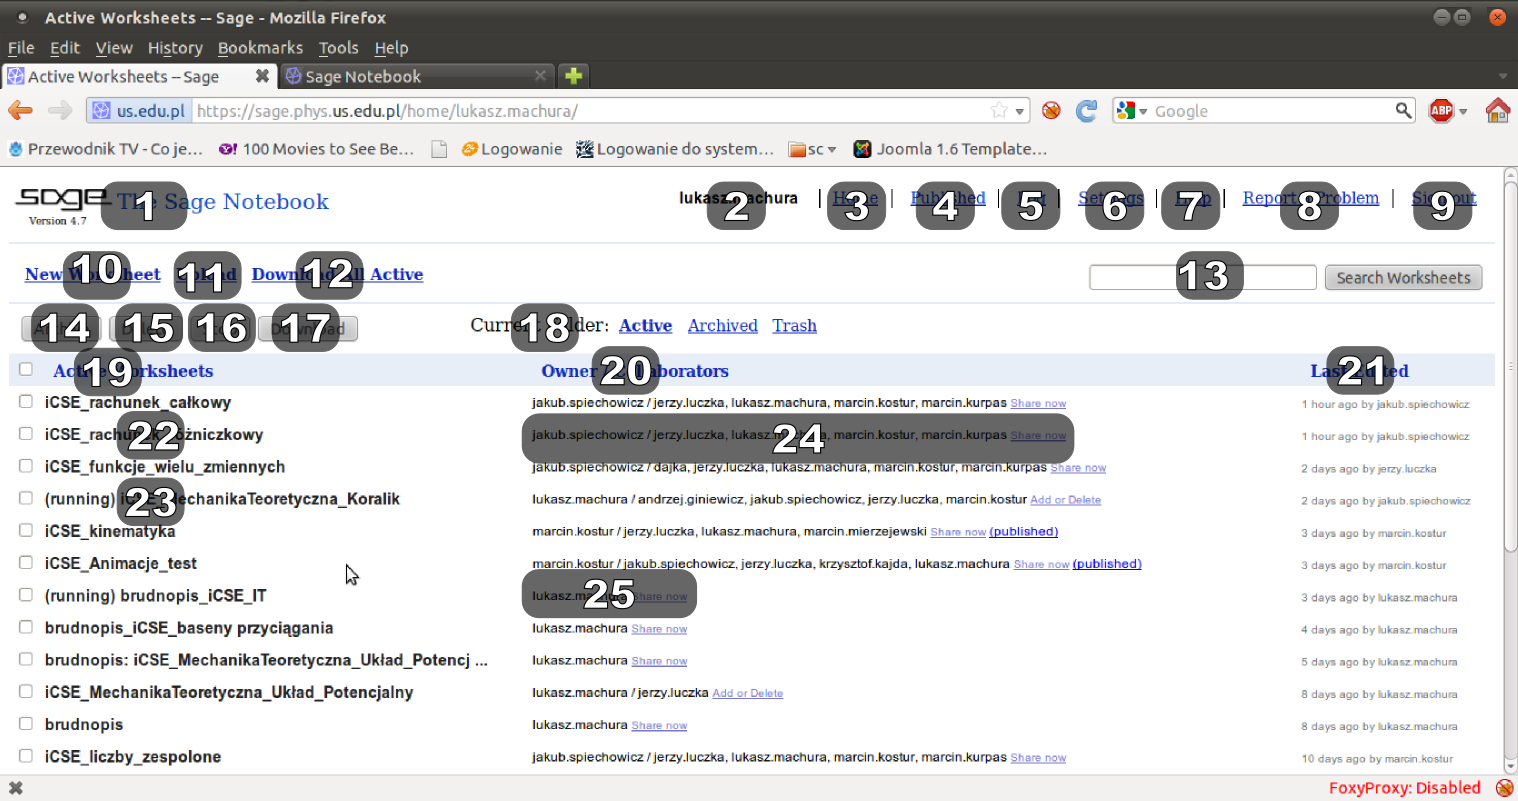 Active Worksheets -- Sage - Mozilla Firefox
File Edit View History Bookmarks Tools Help
Active Worksheets -- Sage Sage Notebook
us.edu.pl https://sage.phys.us.edu.pl/home/lukasz.machura/ Google ABP
Przewodnik TV - Co je... 100 Movies to See Be... Logowanie Logowanie do system... sc Joomla 1.6 Template...
sage 1 The Sage Notebook 2 | 3 | Published 4 | 5 | Settings 6 | 7 | Report a Problem 8 | 9
Version 4.7
New Worksheet 10 11 Download All Active 12 13 Search Worksheets
14 15 16 Download 17 Current Folder: 18 Active Archived Trash
Active Worksheets 19 Owner / Collaborators 20 Last Edited 21
iCSE_rachunek_całkowy jakub.spiechowicz / jerzy.luczka, lukasz.machura, marcin.kostur, marcin.kurpas Share now 1 hour ago by jakub.spiechowicz
iCSE_rachunek_różniczkowy 22 jakub.spiechowicz / jerzy.luczka, lukasz.machura, marcin.kostur, marcin.kurpas Share now 24 1 hour ago by jakub.spiechowicz
iCSE_funkcje_wielu_zmiennych jakub.spiechowicz / dajka, jerzy.luczka, lukasz.machura, marcin.kostur, marcin.kurpas Share now 2 days ago by jerzy.luczka
(running) iCSE_MechanikaTeoretyczna_Koralik 23 lukasz.machura / andrzej.giniewicz, jakub.spiechowicz, jerzy.luczka, marcin.kostur Add or Delete 2 days ago by jakub.spiechowicz
iCSE_kinematyka marcin.kostur / jerzy.luczka, lukasz.machura, marcin.mierzejewski Share now (published) 3 days ago by marcin.kostur
iCSE_Animacje_test marcin.kostur / jakub.spiechowicz, jerzy.luczka, krzysztof.kajda, lukasz.machura Share now (published) 3 days ago by marcin.kostur
(running) brudnopis_iCSE_IT lukasz.machura Share now 25 3 days ago by lukasz.machura
brudnopis_iCSE_baseny przyciągania lukasz.machura Share now 4 days ago by lukasz.machura
brudnopis: iCSE_MechanikaTeoretyczna_Układ_Potencj ... lukasz.machura Share now 5 days ago by lukasz.machura
iCSE_MechanikaTeoretyczna_Układ_Potencjalny lukasz.machura / jerzy.luczka Add or Delete 8 days ago by lukasz.machura
brudnopis lukasz.machura Share now 8 days ago by lukasz.machura
iCSE_liczby_zespolone jakub.spiechowicz / jerzy.luczka, lukasz.machura, marcin.kostur, marcin.kurpas Share now 10 days ago by marcin.kostur
FoxyProxy: Disabled